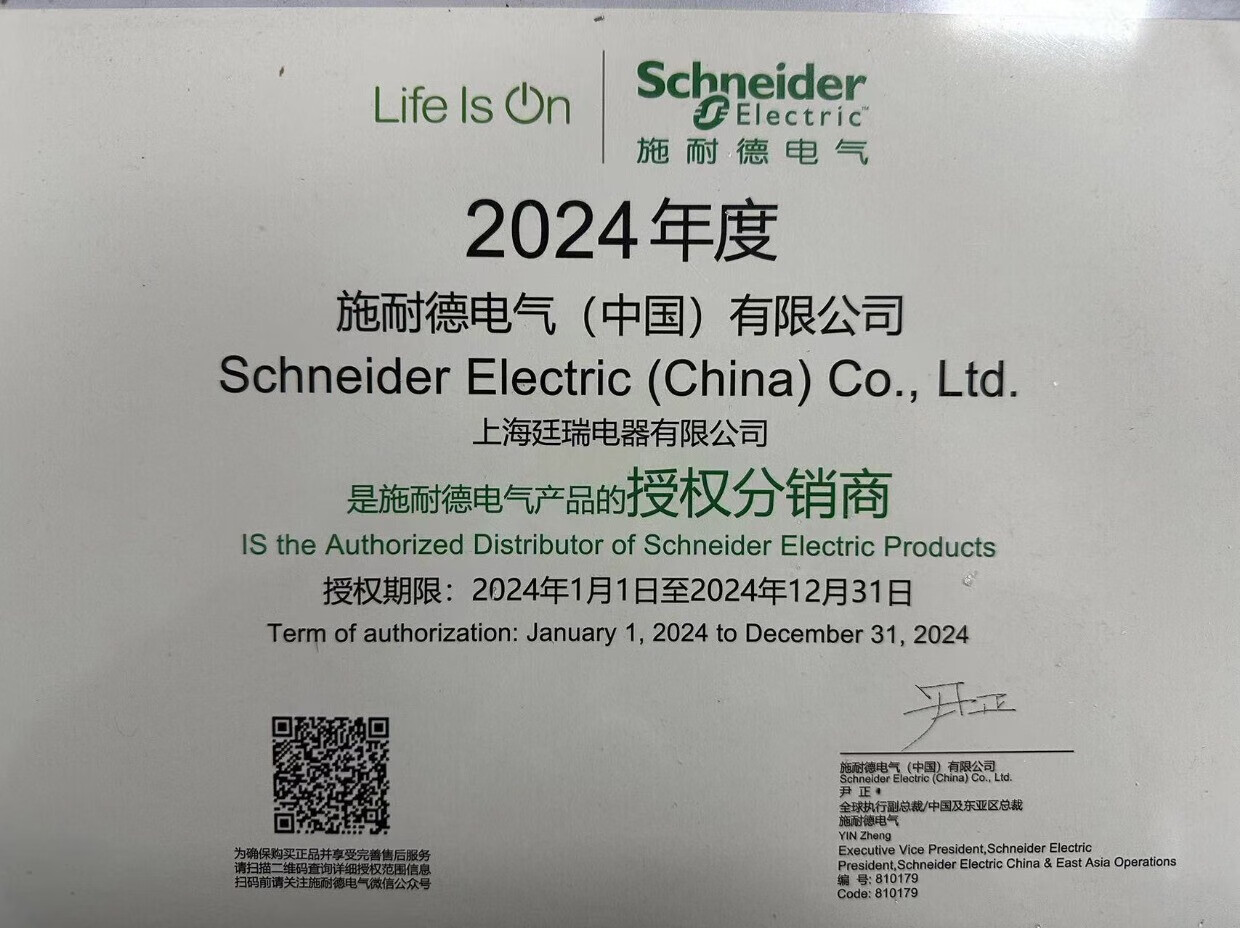 Life Is On
Schneider
Electric™
施耐德电气
2024年度
施耐德电气（中国）有限公司
Schneider Electric (China) Co., Ltd.
上海廷瑞电器有限公司
是施耐德电气产品的授权分销商
IS the Authorized Distributor of Schneider Electric Products
授权期限：2024年1月1日至2024年12月31日
Term of authorization: January 1, 2024 to December 31, 2024
为确保购买正品并享受完善售后服务
请扫描二维码查询详细授权范围信息
扫码前请关注施耐德电气微信公众号
尹正
施耐德电气（中国）有限公司
Schneider Electric (China) Co., Ltd.
尹 正
全球执行副总裁/中国及东亚区总裁
施耐德电气
YIN Zheng
Executive Vice President,Schneider Electric
President,Schneider Electric China & East Asia Operations
编 号: 810179
Code: 810179